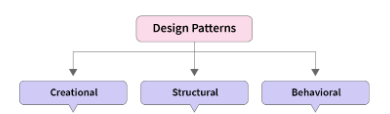 Design Patterns
Creational
Structural
Behavioral